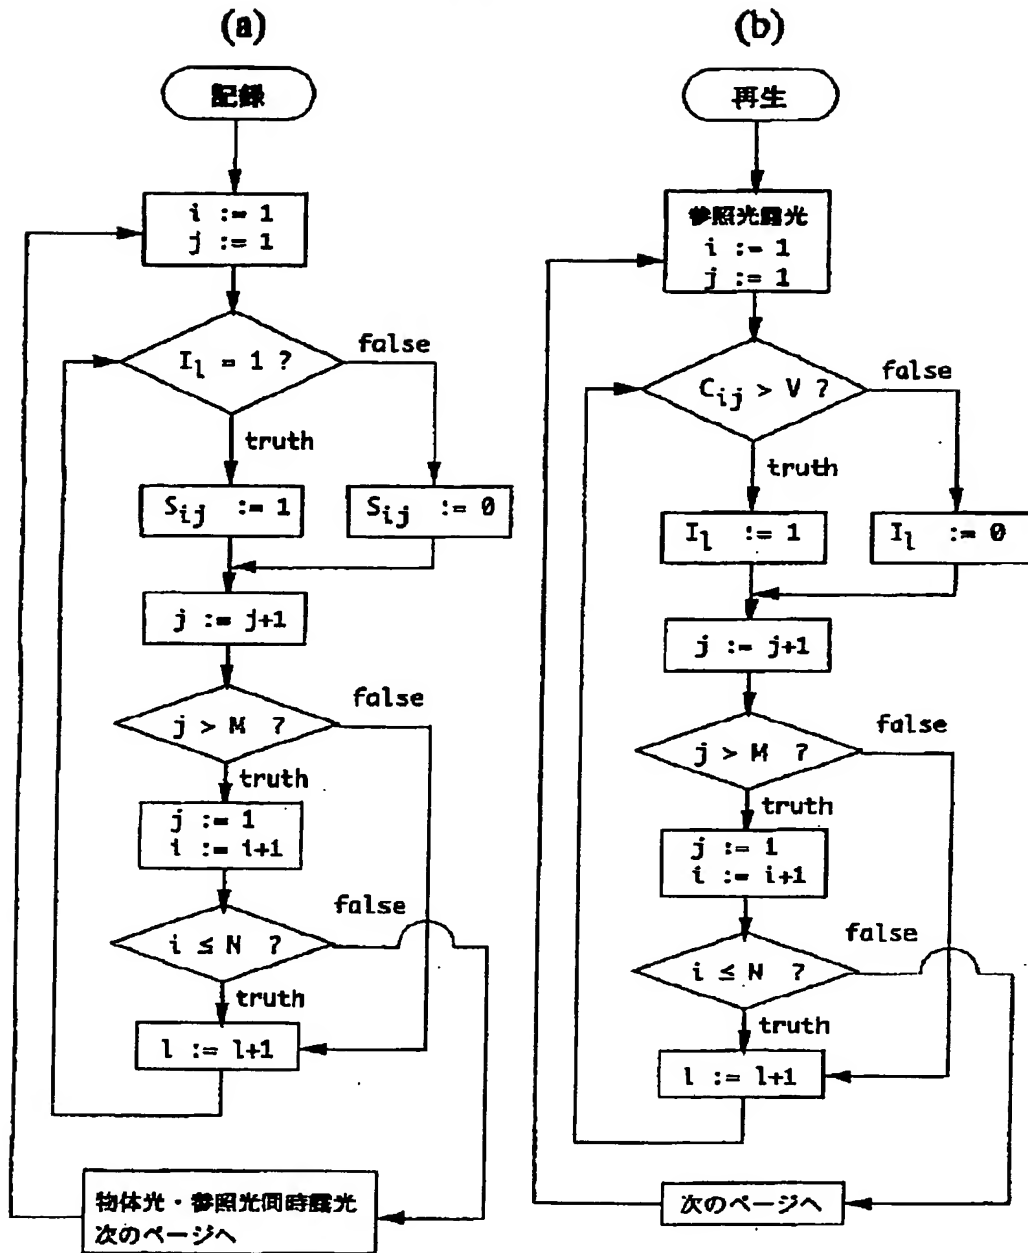 (a)
記録
i := 1
j := 1
I_l = 1 ?
false
truth
S_ij := 1
S_ij := 0
j := j+1
j > M ?
false
truth
j := 1
i := i+1
i ≤ N ?
false
truth
l := l+1
物体光・参照光同時露光
次のページへ
(b)
再生
参照光露光
i := 1
j := 1
C_ij > V ?
false
truth
I_l := 1
I_l := 0
j := j+1
j > M ?
false
truth
j := 1
i := i+1
i ≤ N ?
false
truth
l := l+1
次のページへ